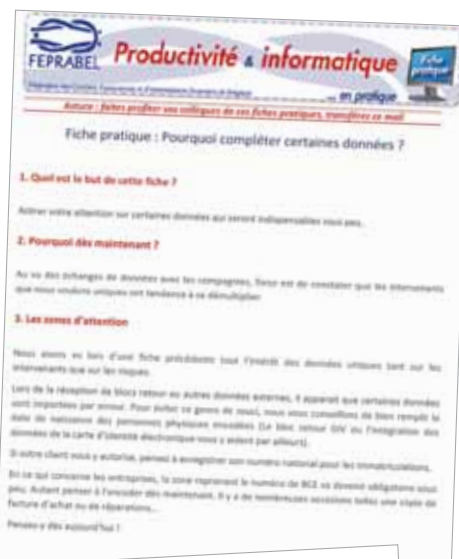 FEPRABEL
Productivité & informatique
Fiche pratique
... en pratique
Astuce : faites profiter vos collègues de ces fiches pratiques, transférez ce mail
Fiche pratique : Pourquoi compléter certaines données ?
1. Quel est le but de cette fiche ?
Attirer votre attention sur certaines données qui seront indispensables sous peu.
2. Pourquoi dès maintenant ?
Au vu des échanges de données avec les compagnies, force est de constater que les intervenants
que nous voulons uniques ont tendance à se démultiplier.
3. Les zones d'attention
Nous avons vu lors d'une fiche précédente tout l'intérêt des données uniques tant sur les
intervenants que sur les risques.
Lors de la réception de blocs retour ou autres données externes, il apparait que certaines données
sont importées par erreur. Pour éviter ce genre de souci, nous vous conseillons de bien remplir la
date de naissance des personnes physiques encodées (Le bloc retour DIV ou l'intégration des
données de la carte d'identité électronique vous y aident par ailleurs).
Si votre client vous y autorise, pensez à enregistrer son numéro national pour les immatriculations.
En ce qui concerne les entreprises, la zone reprenant le numéro de BCE va devenir obligatoire sous
peu. Autant penser à l'encoder dès maintenant. Il y a de nombreuses occasions telles une copie de
facture d'achat ou de réparations...
Pensez-y dès aujourd'hui !